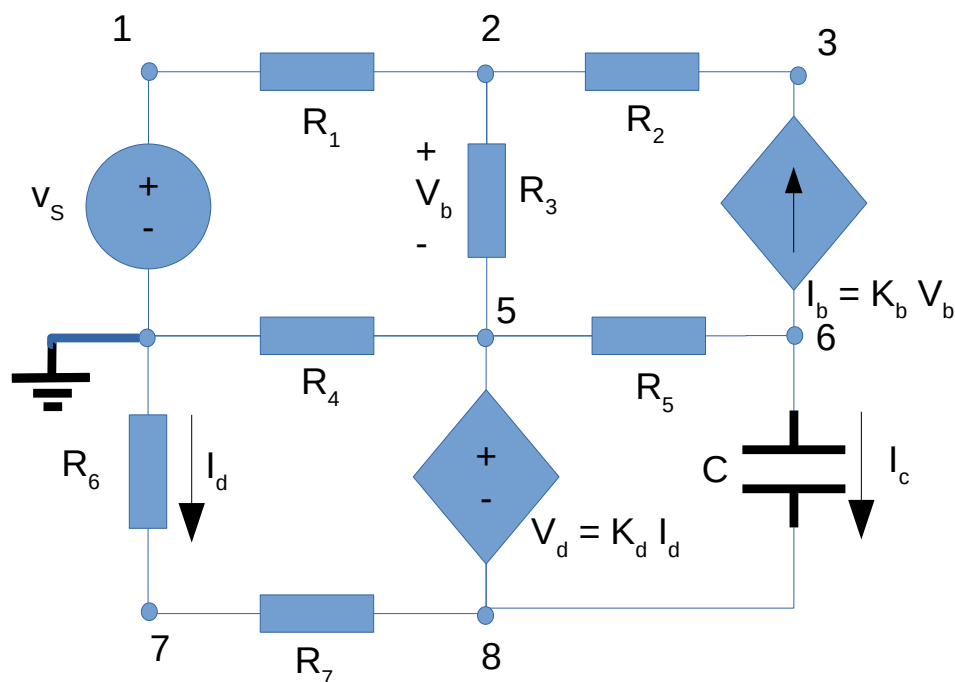 1
2
3
R1
R2
+
vS
+
-
+
Vb
-
R3
Ib = Kb Vb
5
6
R4
R5
R6
Id
+
-
Vd = Kd Id
C
Ic
7
R7
8